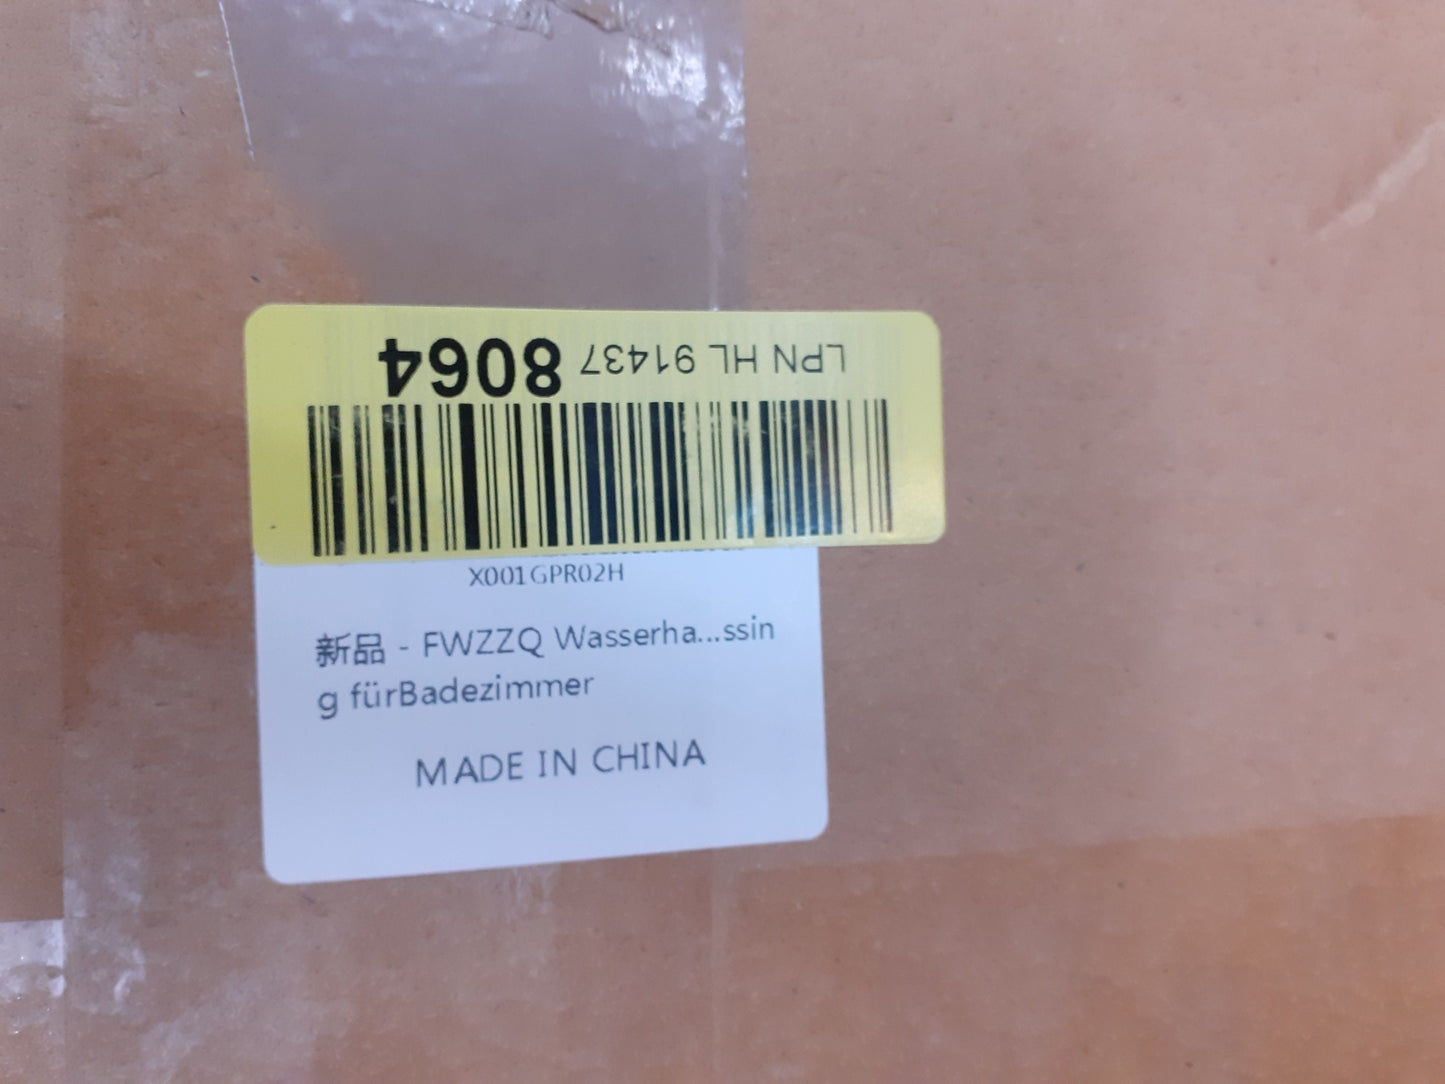 LPN HL 91437 8064
X001GPR02H
新品 - FWZZQ Wasserha...ssin
g fürBadezimmer
MADE IN CHINA